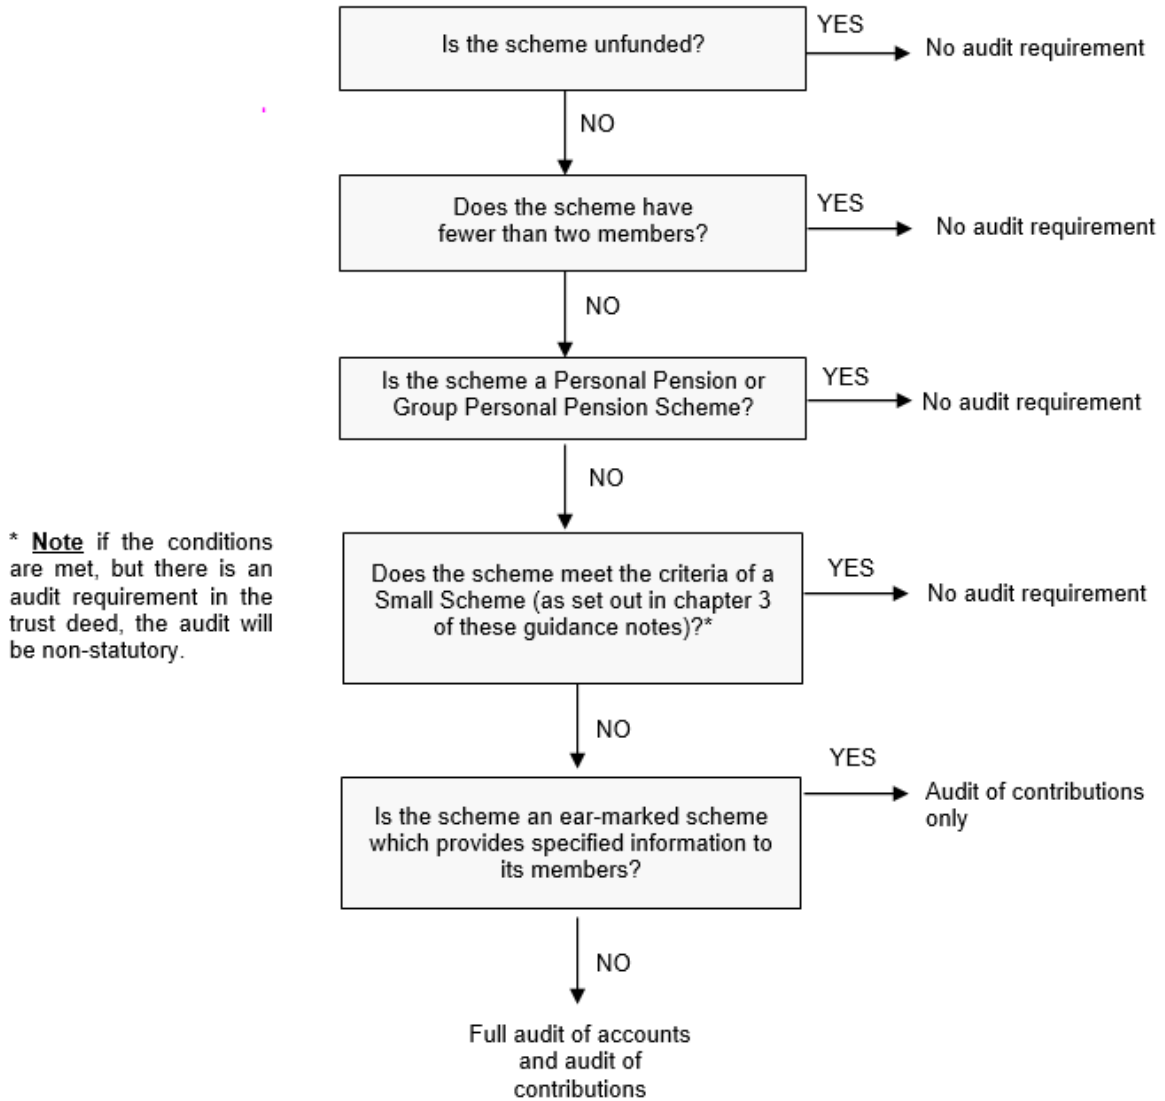 Is the scheme unfunded?
YES
No audit requirement
NO
Does the scheme have
fewer than two members?
YES
No audit requirement
NO
Is the scheme a Personal Pension or
Group Personal Pension Scheme?
YES
No audit requirement
NO
* Note if the conditions
are met, but there is an
audit requirement in the
trust deed, the audit will
be non-statutory.
Does the scheme meet the criteria of a
Small Scheme (as set out in chapter 3
of these guidance notes)?*
YES
No audit requirement
NO
Is the scheme an ear-marked scheme
which provides specified information to
its members?
YES
Audit of contributions
only
NO
Full audit of accounts
and audit of
contributions